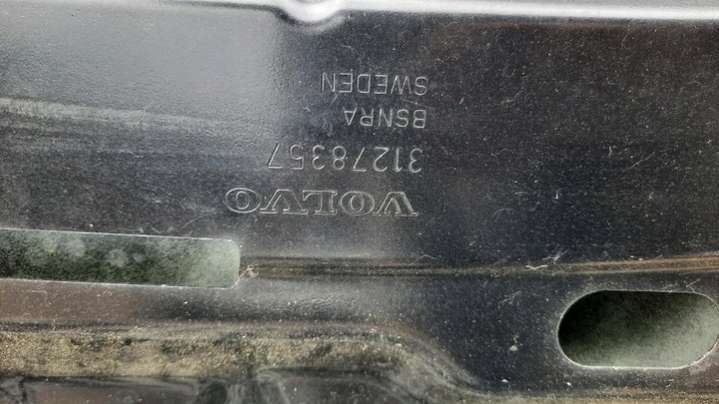 VOLVO
31278357
BSNRA
SWEDEN